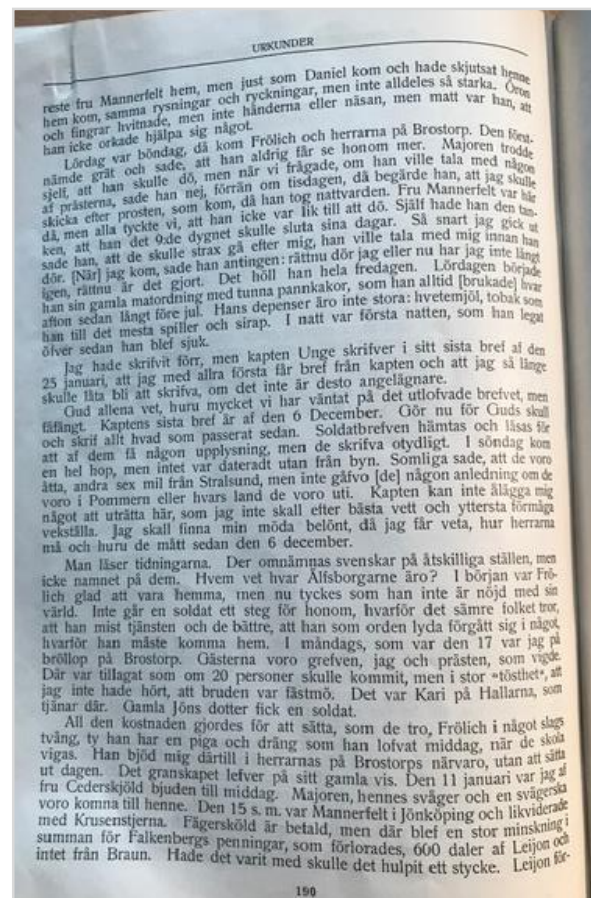 URKUNDER
reste fru Mannerfelt hem, men just som Daniel kom och hade skjutsat henne
hem kom, samma rysningar och ryckningar, men inte alldeles så starka. Öron
och fingrar hvitnade, men inte händerna eller näsan, men matt var han, att
han icke orkade hjälpa sig något.
Lördag var böndag, då kom Frölich och herrarna på Brostorp. Den först-
nämde grät och sade, att han aldrig får se honom mer. Majoren trodde
sjelf, att han skulle dö, men när vi frågade, om han ville tala med någon
af prästerna, sade han nej, förrän om tisdagen, då begärde han, att jag skulle
skicka efter prosten, som kom, då han tog nattvarden. Fru Mannerfelt var här
då, men alla tyckte vi, att han icke var lik till att dö. Själf hade han den tan-
ken, att han det 9:de dygnet skulle sluta sina dagar. Så snart jag gick ut
sade han, att de skulle strax gå efter mig, han ville tala med mig innan han
dör. [När] jag kom, sade han antingen: rättnu dör jag eller nu har jag inte långt
igen, rättnu är det gjort. Det höll han hela fredagen. Lördagen började
han sin gamla matordning med tunna pannkakor, som han alltid [brukade] hvar
afton sedan långt före jul. Hans depenser äro inte stora: hvetemjöl, tobak som
han till det mesta spiller och sirap. I natt var första natten, som han legat
öfver sedan han blef sjuk.
Jag hade skrifvit förr, men kapten Unge skrifver i sitt sista bref af den
25 januari, att jag med allra första får bref från kapten och att jag så länge
skulle låta bli att skrifva, om det inte är desto angelägnare.
Gud allena vet, huru mycket vi har väntat på det utlofvade brefvet, men
fåfängt. Kaptens sista bref är af den 6 December. Gör nu för Guds skull
och skrif allt hvad som passerat sedan. Soldatbrefven hämtas och läsas för
att af dem få någon upplysning, men de skrifva otydligt. I söndag kom
en hel hop, men intet var dateradt utan från byn. Somliga sade, att de voro
åtta, andra sex mil från Stralsund, men inte gåfvo [de] någon anledning om de
voro i Pommern eller hvars land de voro uti. Kapten kan inte ålägga mig
något att uträtta här, som jag inte skall efter bästa vett och yttersta förmåga
vekställa. Jag skall finna min möda belönt, då jag får veta, hur herrarna
må och huru de mått sedan den 6 december.
Man läser tidningarna. Der omnämnas svenskar på åtskilliga ställen, men
icke namnet på dem. Hvem vet hvar Älfsborgarne äro? I början var Frö-
lich glad att vara hemma, men nu tyckes som han inte är nöjd med sin
värld. Inte går en soldat ett steg för honom, hvarför det sämre folket tror,
att han mist tjänsten och de bättre, att han som orden lyda förgått sig i något,
hvarför han måste komma hem. I måndags, som var den 17 var jag på
bröllop på Brostorp. Gästerna voro grefven, jag och prästen, som vigde.
Där var tillagat som om 20 personer skulle kommit, men i stor "tösthet", att
jag inte hade hört, att bruden var fästmö. Det var Kari på Hallarna, som
tjänar där. Gamla Jöns dotter fick en soldat.
All den kostnaden gjordes för att sätta, som de tro, Frölich i något slags
tvång, ty han har en piga och dräng som han lofvat middag, när de skola
vigas. Han bjöd mig därtill i herrarnas på Brostorps närvaro, utan att sätta
ut dagen. Det granskapet lefver på sitt gamla vis. Den 11 januari var jag af
fru Cederskjöld bjuden till middag. Majoren, hennes svåger och en svägerska
voro komna till henne. Den 15 s. m. var Mannerfelt i Jönköping och likviderade
med Krusenstjerna. Fägersköld är betald, men där blef en stor minskning i
summan för Falkenbergs penningar, som förlorades, 600 daler af Leijon och
intet från Braun. Hade det varit med skulle det hulpit ett stycke. Leijon för-
190